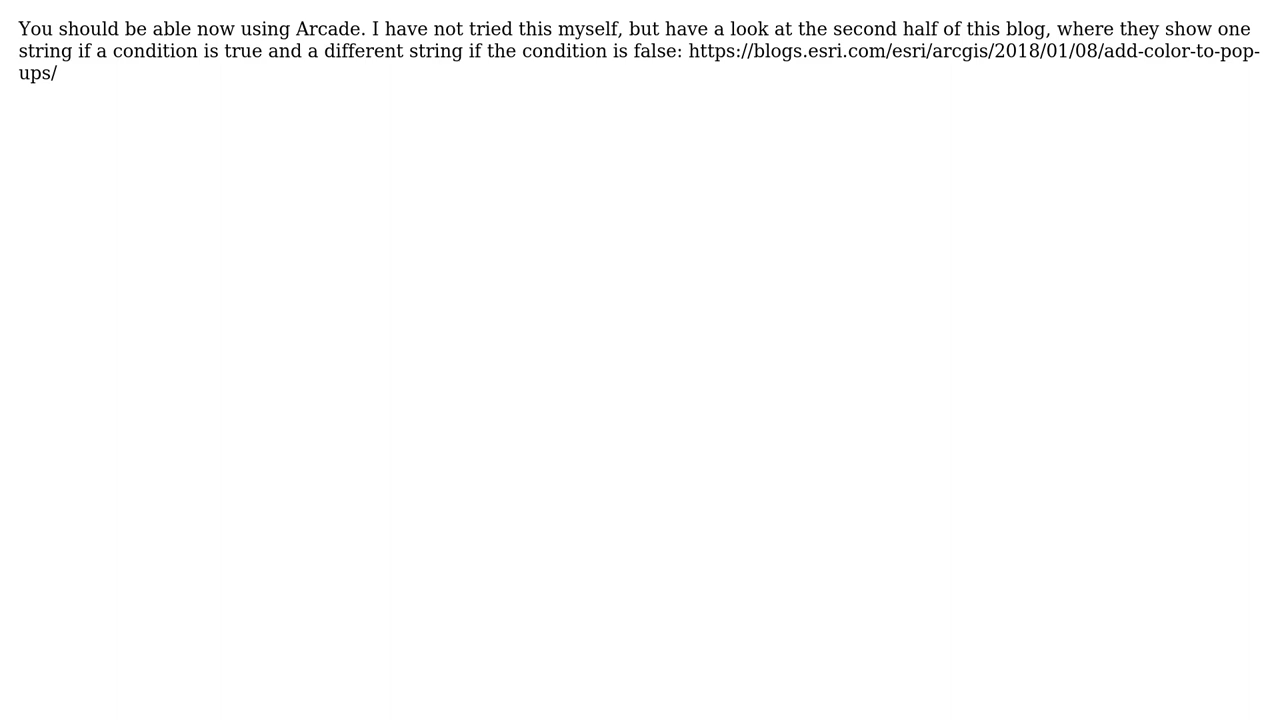 You should be able now using Arcade. I have not tried this myself, but have a look at the second half of this blog, where they show one
string if a condition is true and a different string if the condition is false: https://blogs.esri.com/esri/arcgis/2018/01/08/add-color-to-pop-
ups/